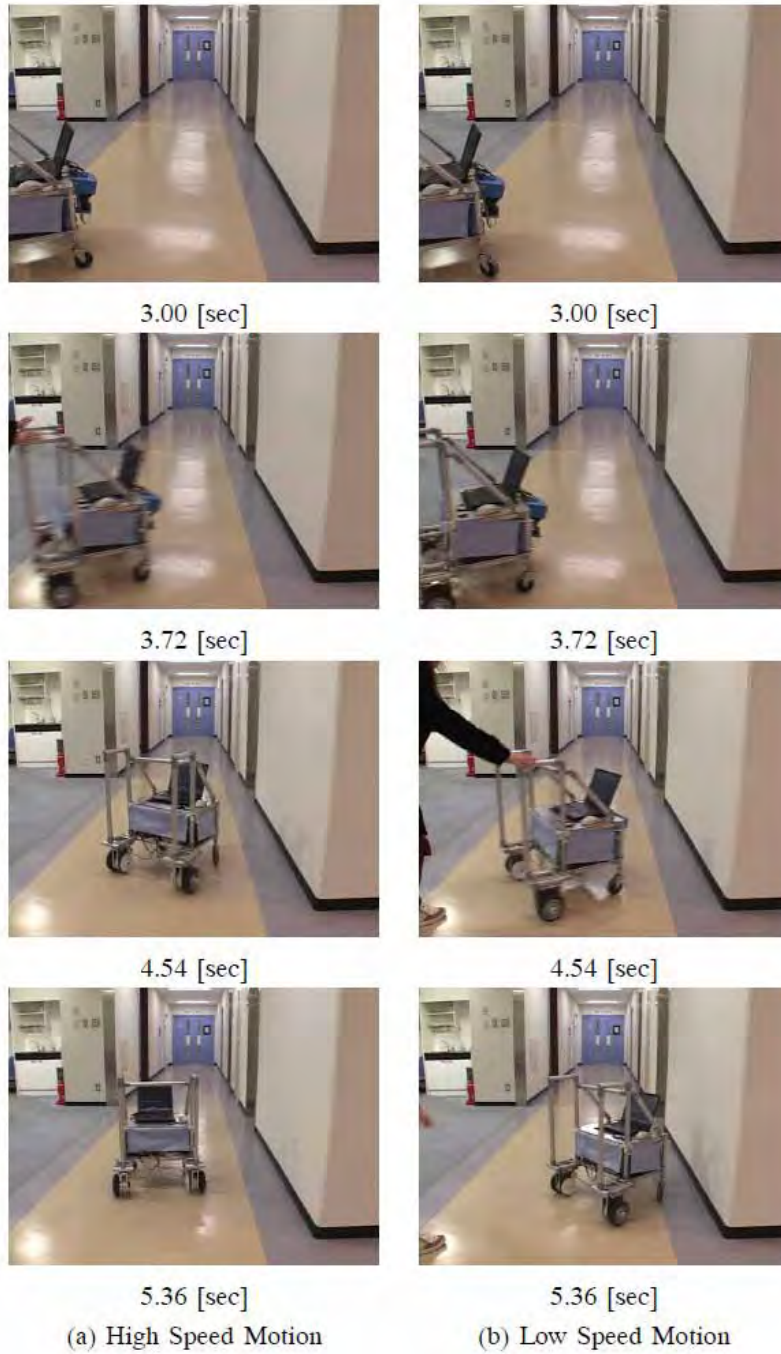 3.00 [sec]
3.00 [sec]
3.72 [sec]
3.72 [sec]
4.54 [sec]
4.54 [sec]
5.36 [sec]
5.36 [sec]
(a) High Speed Motion
(b) Low Speed Motion